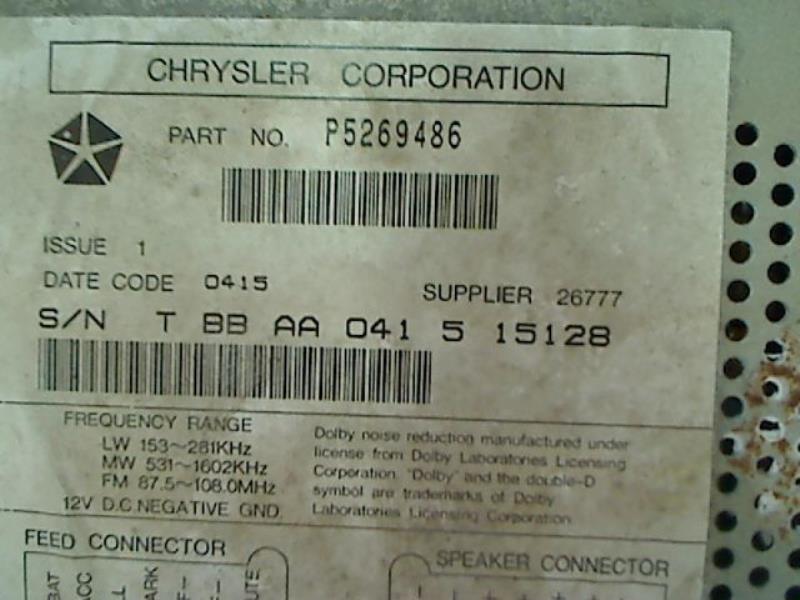 CHRYSLER CORPORATION
PART NO. P5269486
ISSUE 1
DATE CODE 0415
SUPPLIER 26777
S/N T BB AA 041 5 15128
FREQUENCY RANGE
LW 153~281KHz
MW 531~1602KHz
FM 87.5~108.0MHz
12V D.C.NEGATIVE GND.
Dolby noise reduction manufactured under
license from Dolby Laboratories Licensing
Corporation. "Dolby" and the double-D
symbol are trademarks of Dolby
Laboratories Licensing Corporation.
FEED CONNECTOR
SPEAKER CONNECTOR